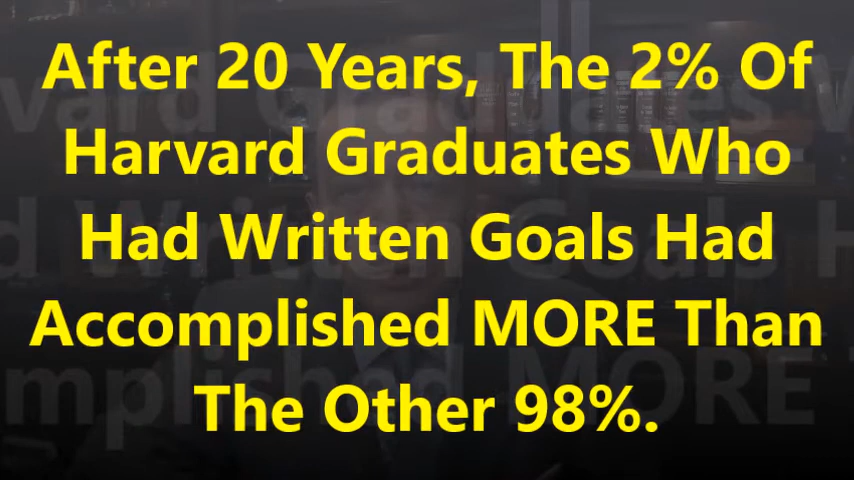 After 20 Years, The 2% Of
Harvard Graduates Who
Had Written Goals Had
Accomplished MORE Than
The Other 98%.